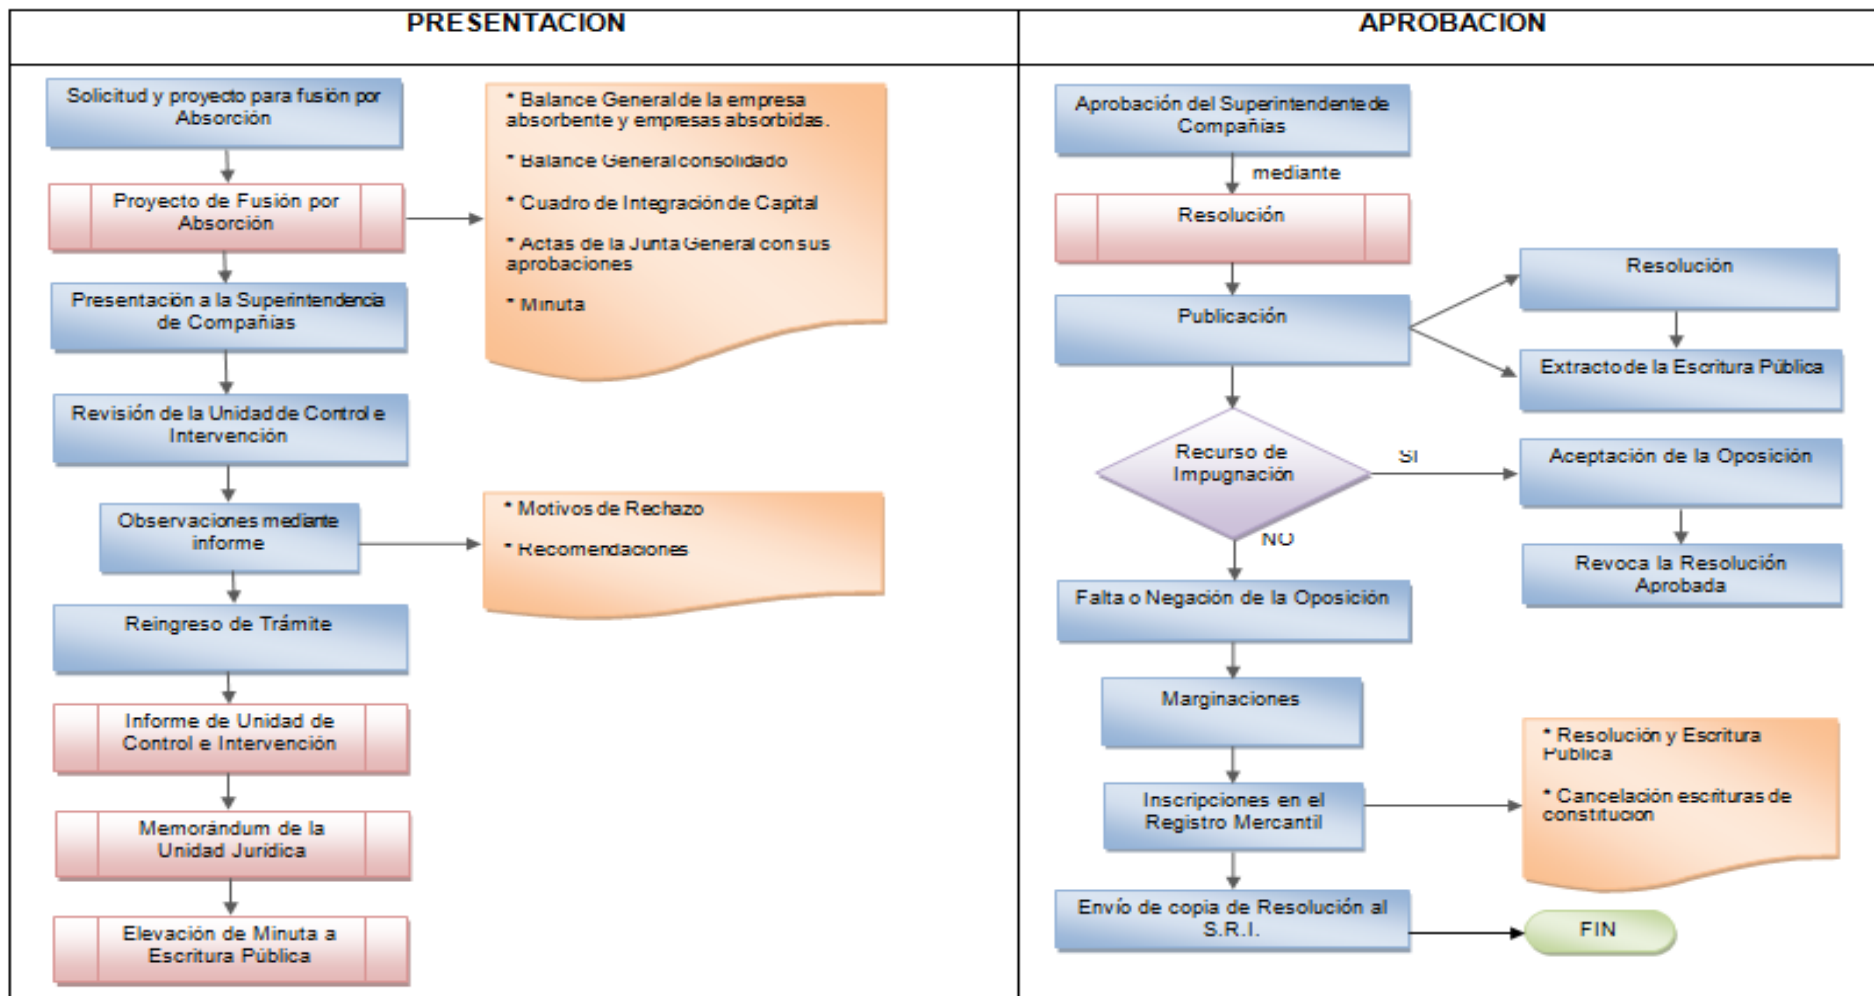 PRESENTACION
Solicitud y proyecto para fusión por
Absorción
Proyecto de Fusión por
Absorción
* Balance General de la empresa
absorbente y empresas absorbidas.
* Balance General consolidado
* Cuadro de Integración de Capital
* Actas de la Junta General con sus
aprobaciones
* Minuta
Presentación a la Superintendencia
de Compañías
Revisión de la Unidad de Control e
Intervención
Observaciones mediante
informe
* Motivos de Rechazo
* Recomendaciones
Reingreso de Trámite
Informe de Unidad de
Control e Intervención
Memorándum de la
Unidad Jurídica
Elevación de Minuta a
Escritura Pública
APROBACION
Aprobación del Superintendente de
Compañías
mediante
Resolución
Publicación
Resolución
Extracto de la Escritura Pública
Recurso de
Impugnación
SI
Aceptación de la Oposición
Revoca la Resolución
Aprobada
NO
Falta o Negación de la Oposición
Marginaciones
Inscripciones en el
Registro Mercantil
* Resolución y Escritura
Pública
* Cancelación escrituras de
constitución
Envío de copia de Resolución al
S.R.I.
FIN